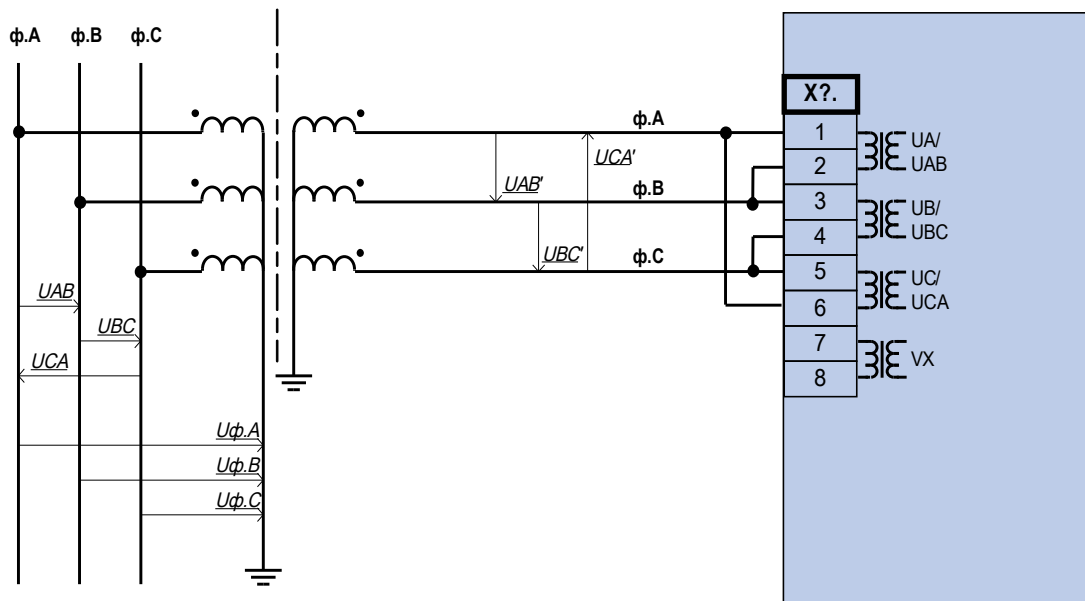 ф.A ф.B ф.C
X?.
ф.A
1
UA/
UAB
2
UCA'
UAB'
ф.B
3
UB/
UBC
4
UBC'
ф.C
5
UC/
UCA
6
UAB
UBC
7
VX
UCA
8
Uф.A
Uф.B
Uф.C